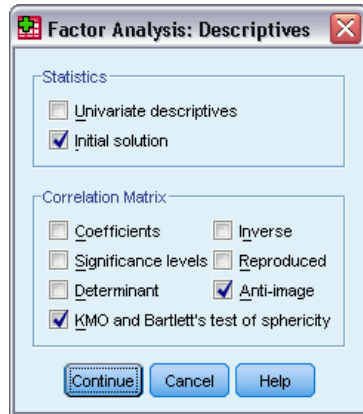 Factor Analysis: Descriptives
Statistics
Univariate descriptives
Initial solution
Correlation Matrix
Coefficients Inverse
Significance levels Reproduced
Determinant Anti-image
KMO and Bartlett's test of sphericity
Continue Cancel Help